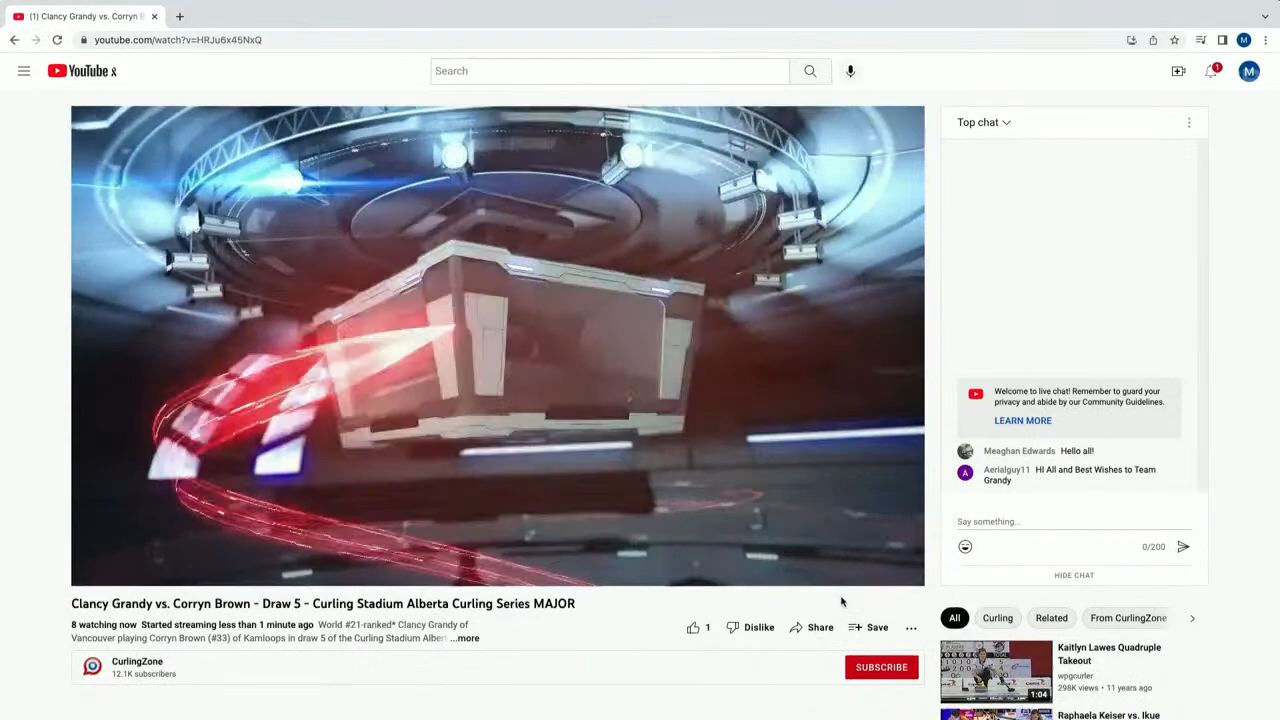 (1) Clancy Grandy vs. Corryn B
youtube.com/watch?v=HRJu6x45NxQ
M
YouTube
Search
1
M
Top chat
Welcome to live chat! Remember to guard your
privacy and abide by our Community Guidelines.
LEARN MORE
Meaghan Edwards Hello all!
A Aerialguy11 HI All and Best Wishes to Team
Grandy
Say something...
0/200
HIDE CHAT
Clancy Grandy vs. Corryn Brown - Draw 5 - Curling Stadium Alberta Curling Series MAJOR
8 watching now Started streaming less than 1 minute ago World #21-ranked* Clancy Grandy of
Vancouver playing Corryn Brown (#33) of Kamloops in draw 5 of the Curling Stadium Alber ...more
1 Dislike Share Save
CurlingZone
12.1K subscribers
SUBSCRIBE
All Curling Related From CurlingZone
Kaitlyn Lawes Quadruple
Takeout
wpgcurler
298K views • 11 years ago
1:04
Raphaela Keiser vs. Ikue